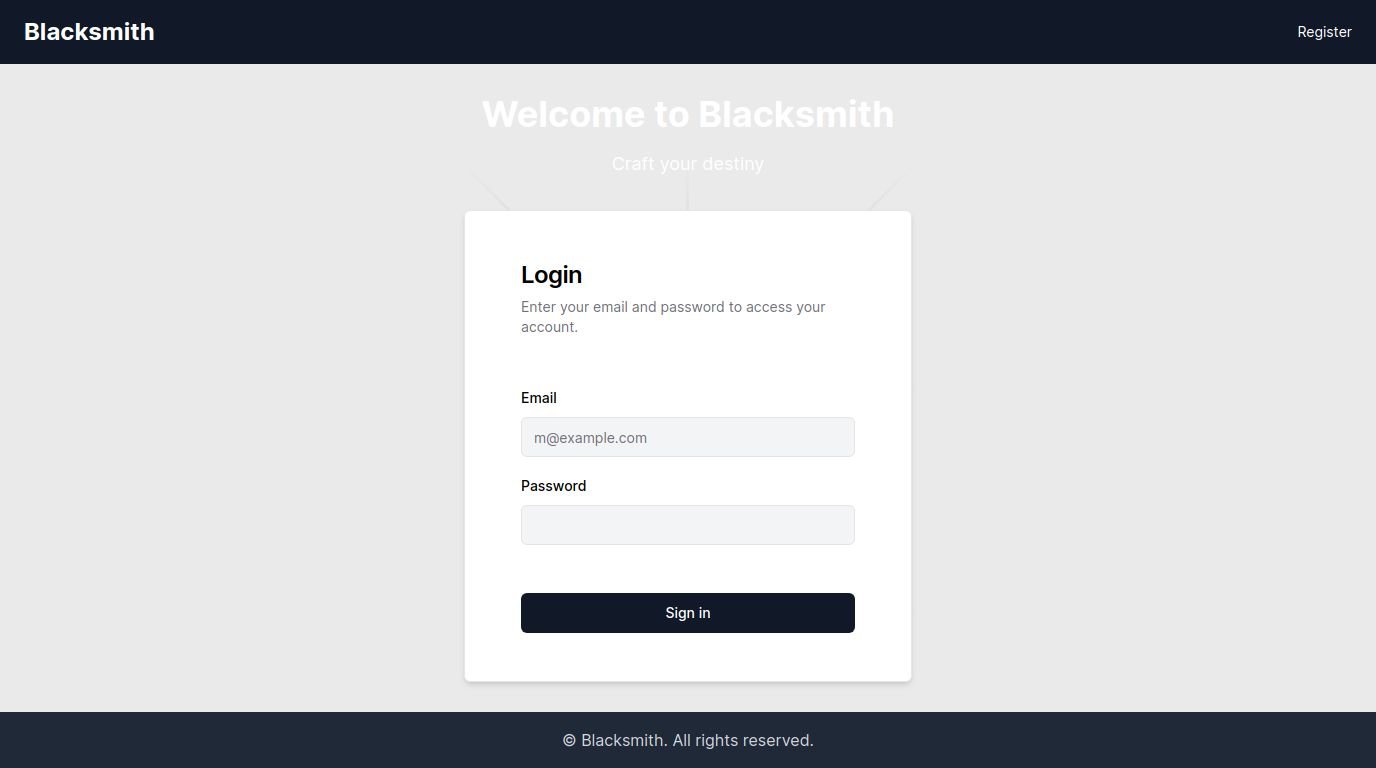 Blacksmith
Register
Welcome to Blacksmith
Craft your destiny
Login
Enter your email and password to access your
account.
Email
m@example.com
Password
Sign in
© Blacksmith. All rights reserved.